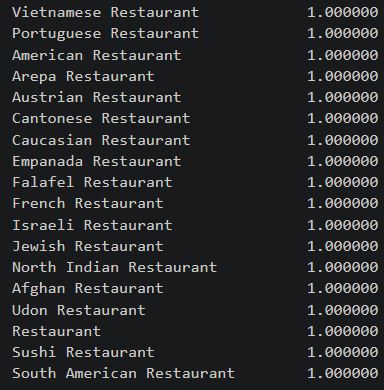 Vietnamese Restaurant 1.000000
Portuguese Restaurant 1.000000
American Restaurant 1.000000
Arepa Restaurant 1.000000
Austrian Restaurant 1.000000
Cantonese Restaurant 1.000000
Caucasian Restaurant 1.000000
Empanada Restaurant 1.000000
Falafel Restaurant 1.000000
French Restaurant 1.000000
Israeli Restaurant 1.000000
Jewish Restaurant 1.000000
North Indian Restaurant 1.000000
Afghan Restaurant 1.000000
Udon Restaurant 1.000000
Restaurant 1.000000
Sushi Restaurant 1.000000
South American Restaurant 1.000000